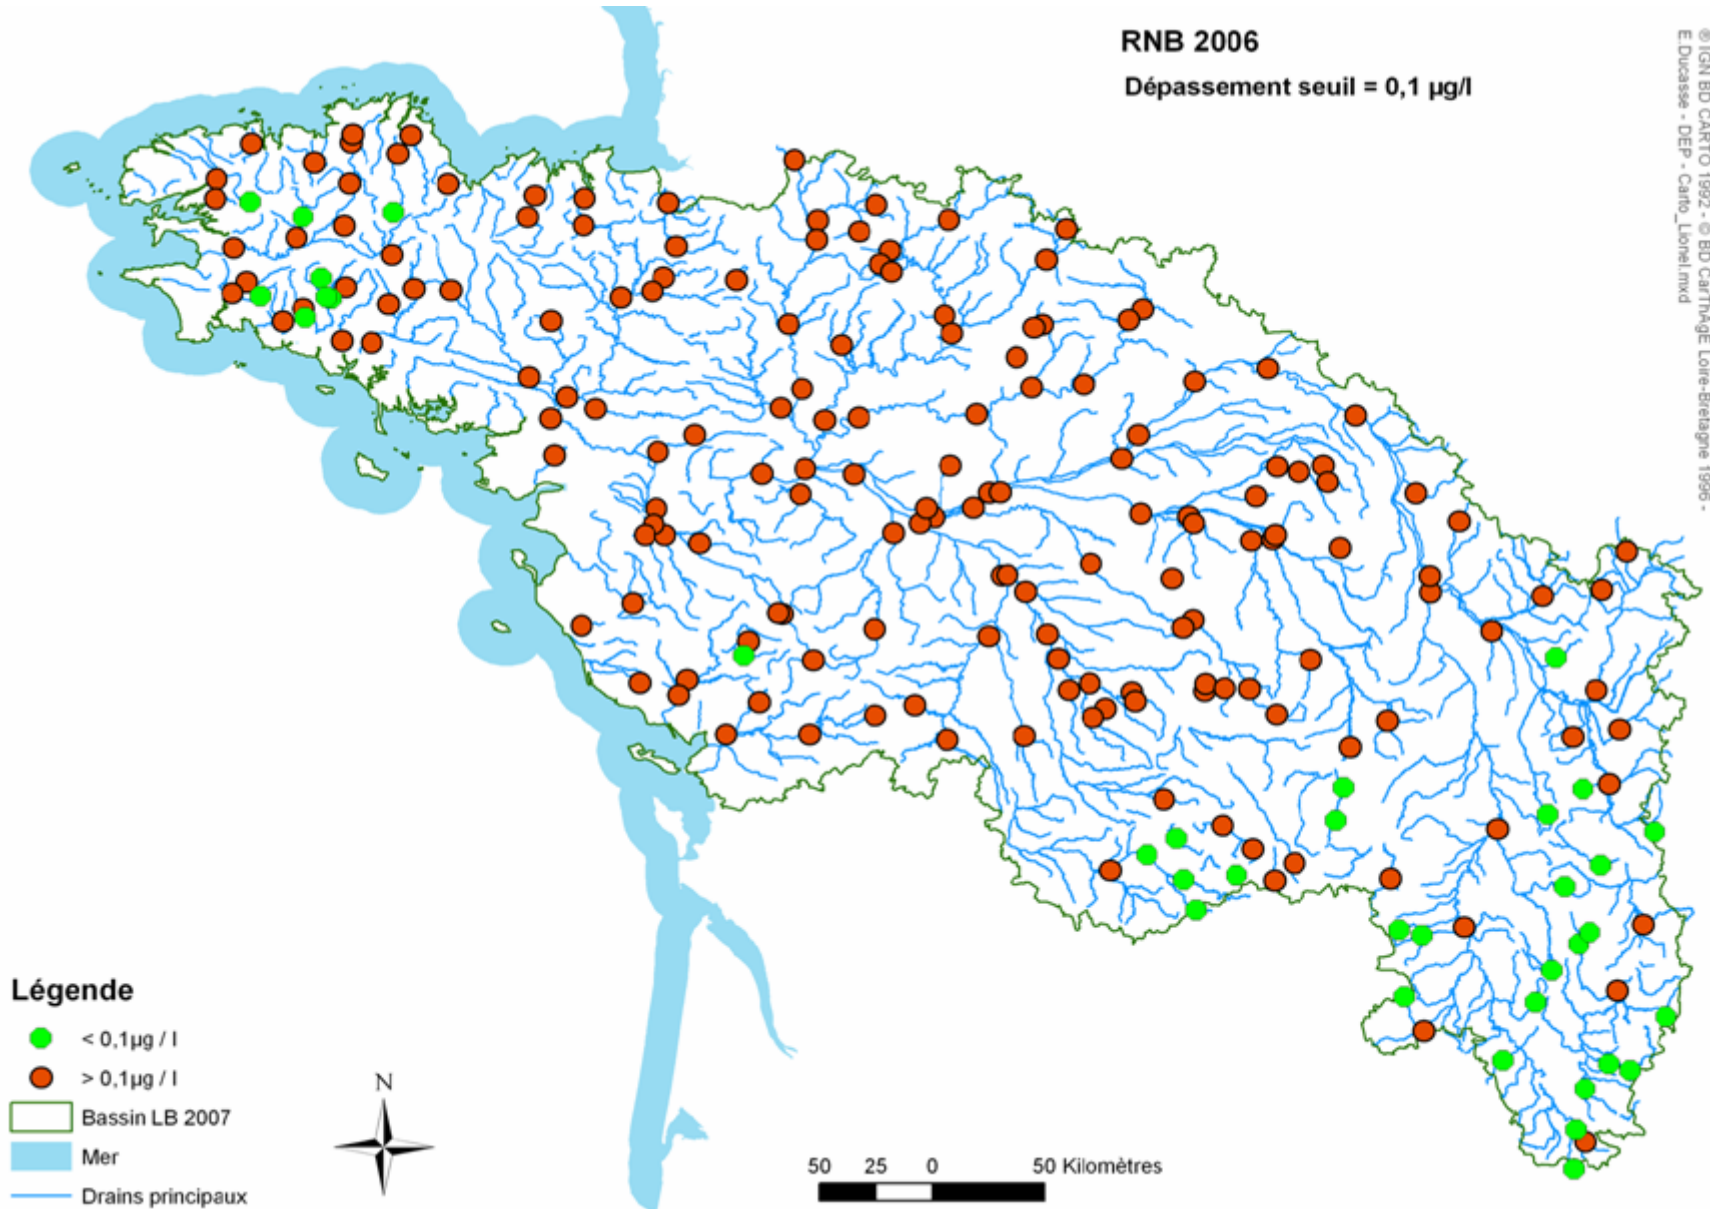 RNB 2006
Dépassement seuil = 0,1 µg/l
® IGN BD CARTO 1992 - © BD CarThAgE Loire-Bretagne 1996 -
E.Ducasse - DEP - Carto_Lionel.mxd
Légende
< 0,1µg / l
> 0,1µg / l
Bassin LB 2007
Mer
Drains principaux
N
50 25 0 50 Kilomètres